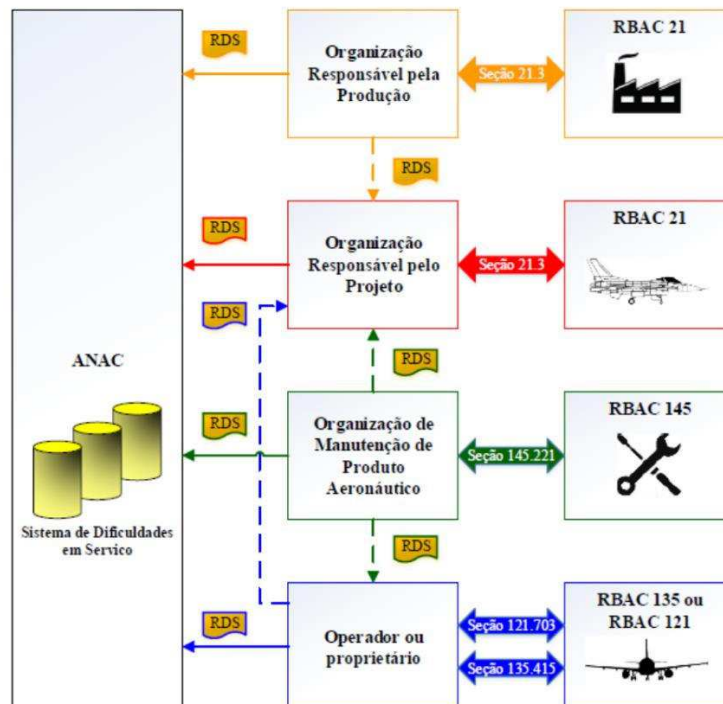 RDS
Organização
Responsável pela
Produção
Seção 21.3
RBAC 21
RDS
RDS
Organização
Responsável pelo
Projeto
Seção 21.3
RBAC 21
RDS
ANAC
Sistema de Dificuldades
em Servico
RDS
RDS
Organização de
Manutenção de
Produto
Aeronáutico
Seção 145.221
RBAC 145
RDS
RDS
Operador ou
proprietário
Seção 121.703
Seção 135.415
RBAC 135 ou
RBAC 121